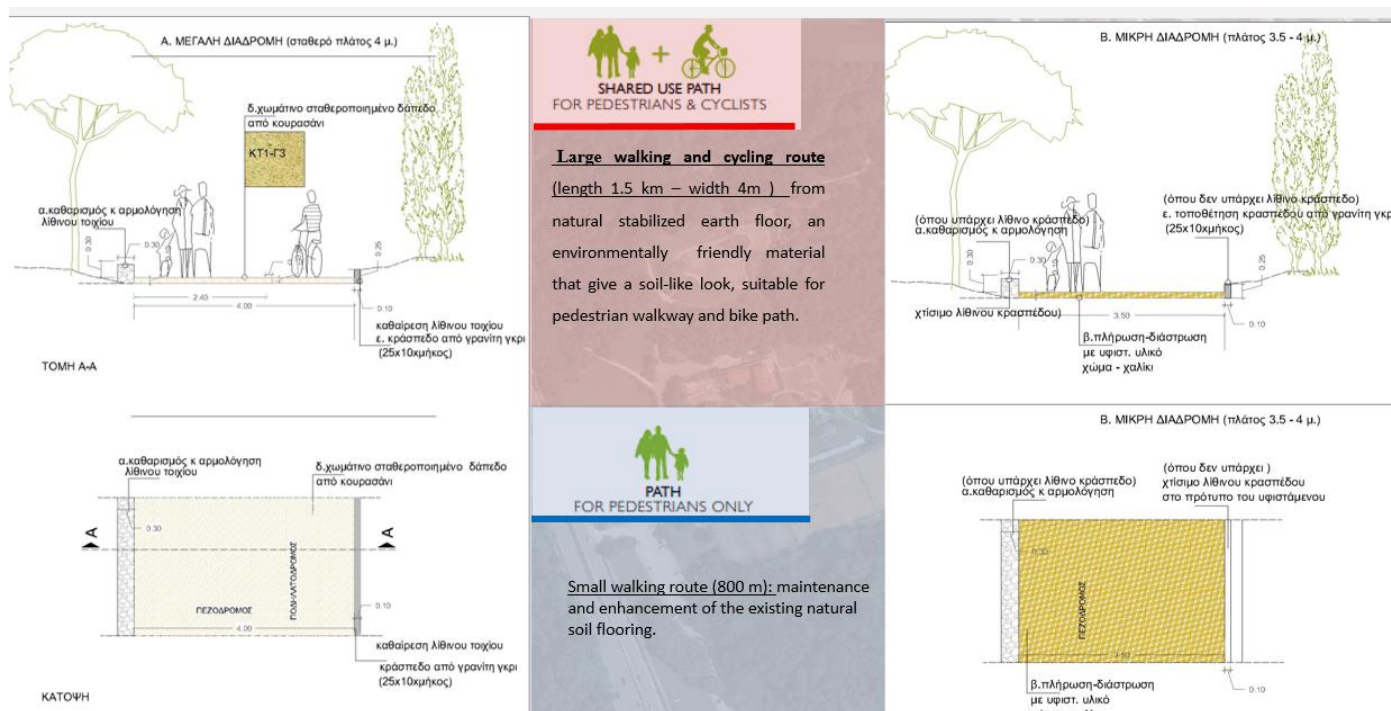 Α. ΜΕΓΑΛΗ ΔΙΑΔΡΟΜΗ (σταθερό πλάτος 4 μ.)
δ.χωμάτινο σταθεροποιημένο δάπεδο
από κουρασάνι
ΚΤ1-Γ3
α.καθαρισμός κ αρμολόγηση
λίθινου τοιχίου
0.30
0.30
0.25
2.40
4.00
0.10
καθαίρεση λίθινου τοιχίου
ε. κράσπεδο από γρανίτη γκρι
(25x10xμήκος)
ΤΟΜΗ Α-Α
α.καθαρισμός κ αρμολόγηση
λίθινου τοιχίου
δ.χωμάτινο σταθεροποιημένο δάπεδο
από κουρασάνι
0.30
A
A
ΠΕΖΟΔΡΟΜΟΣ
ΠΟΔΗΛΑΤΟΔΡΟΜΟΣ
4.00
0.10
καθαίρεση λίθινου τοιχίου
κράσπεδο από γρανίτη γκρι
(25x10xμήκος)
ΚΑΤΟΨΗ
+
SHARED USE PATH
FOR PEDESTRIANS & CYCLISTS
Large walking and cycling route
(length 1.5 km – width 4m ) from
natural stabilized earth floor, an
environmentally friendly material
that give a soil-like look, suitable for
pedestrian walkway and bike path.
PATH
FOR PEDESTRIANS ONLY
Small walking route (800 m): maintenance
and enhancement of the existing natural
soil flooring.
Β. ΜΙΚΡΗ ΔΙΑΔΡΟΜΗ (πλάτος 3.5 - 4 μ.)
(όπου υπάρχει λίθινο κράσπεδο)
α.καθαρισμός κ αρμολόγηση
(όπου δεν υπάρχει λίθινο κράσπεδο)
ε. τοποθέτηση κρασπέδου από γρανίτη γκρι
(25x10xμήκος)
0.30
0.30
0.25
χτίσιμο λίθινου κρασπέδου)
3.50
0.10
β.πλήρωση-διάστρωση
με υφιστ. υλικό
χώμα - χαλίκι
Β. ΜΙΚΡΗ ΔΙΑΔΡΟΜΗ (πλάτος 3.5 - 4 μ.)
(όπου υπάρχει λίθινο κράσπεδο)
α.καθαρισμός κ αρμολόγηση
(όπου δεν υπάρχει )
χτίσιμο λίθινου κρασπέδου
στο πρότυπο του υφιστάμενου
0.30
ΠΕΖΟΔΡΟΜΟΣ
3.50
0.10
β.πλήρωση-διάστρωση
με υφιστ. υλικό